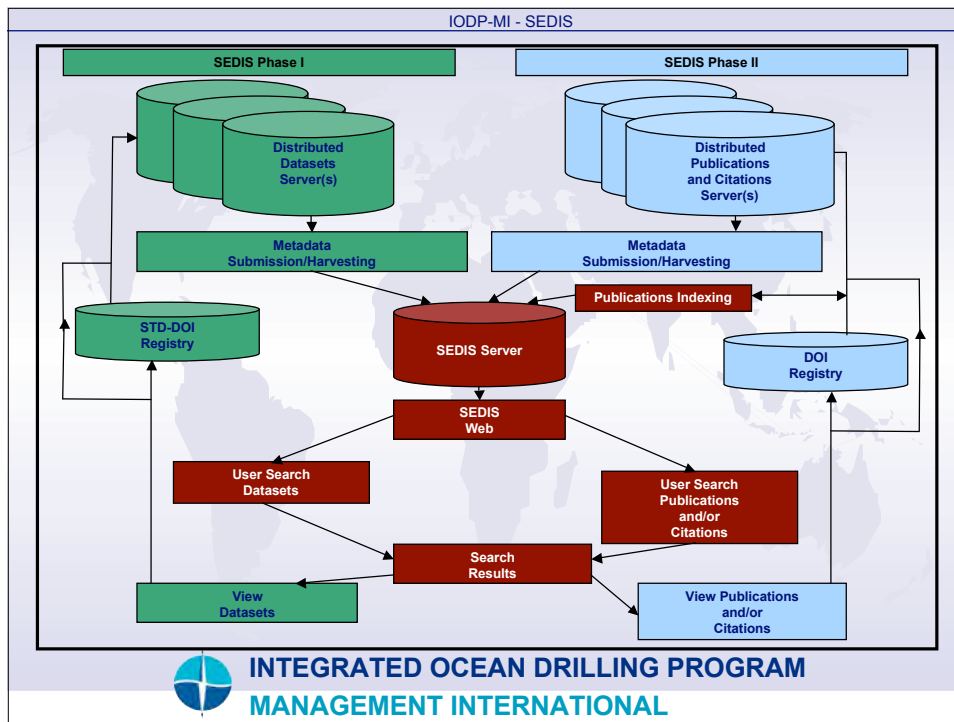 IODP-MI - SEDIS
SEDIS Phase I
SEDIS Phase II
Distributed
Datasets
Server(s)
Distributed
Publications
and Citations
Server(s)
Metadata
Submission/Harvesting
Metadata
Submission/Harvesting
Publications Indexing
STD-DOI
Registry
SEDIS Server
DOI
Registry
SEDIS
Web
User Search
Datasets
User Search
Publications
and/or
Citations
Search
Results
View
Datasets
View Publications
and/or
Citations
INTEGRATED OCEAN DRILLING PROGRAM
MANAGEMENT INTERNATIONAL